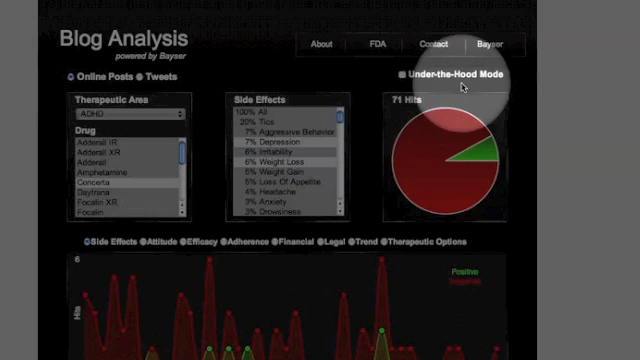 Blog Analysis
powered by Bayser
About FDA Contact Bayser
Online Posts Tweets
Under-the-Hood Mode
Therapeutic Area
ADHD
Drug
Adderall IR
Adderall XR
Adderall
Amphetamine
Concerta
Daytrana
Focalin XR
Focalin
Side Effects
100% All
20% Tics
7% Aggressive Behavior
7% Depression
6% Irritability
6% Weight Loss
5% Weight Gain
5% Loss Of Appetite
4% Headache
3% Anxiety
3% Drowsiness
71 Hits
Side Effects Attitude Efficacy Adherence Financial Legal Trend Therapeutic Options
6
Hits
Positive